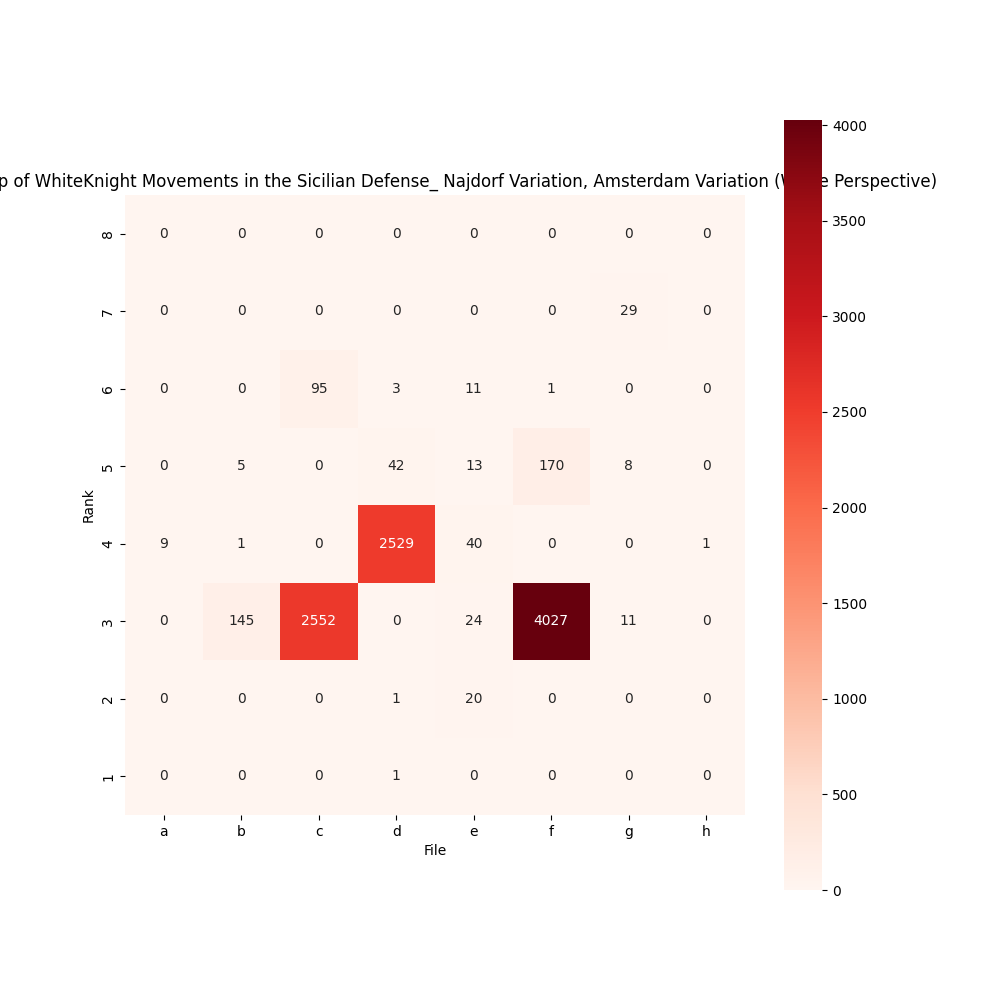 4000
p of WhiteKnight Movements in the Sicilian Defense_ Najdorf Variation, Amsterdam Variation (W e Perspective)
3500
8 0 0 0 0 0 0 0 0
7 0 0 0 0 0 0 29 0
3000
6 0 0 95 3 11 1 0 0
2500
5 0 5 0 42 13 170 8 0
Rank
2000
4 9 1 0 2529 40 0 0 1
1500
3 0 145 2552 0 24 4027 11 0
1000
2 0 0 0 1 20 0 0 0
1 0 0 0 1 0 0 0 0
500
a b c d e f g h
File
0